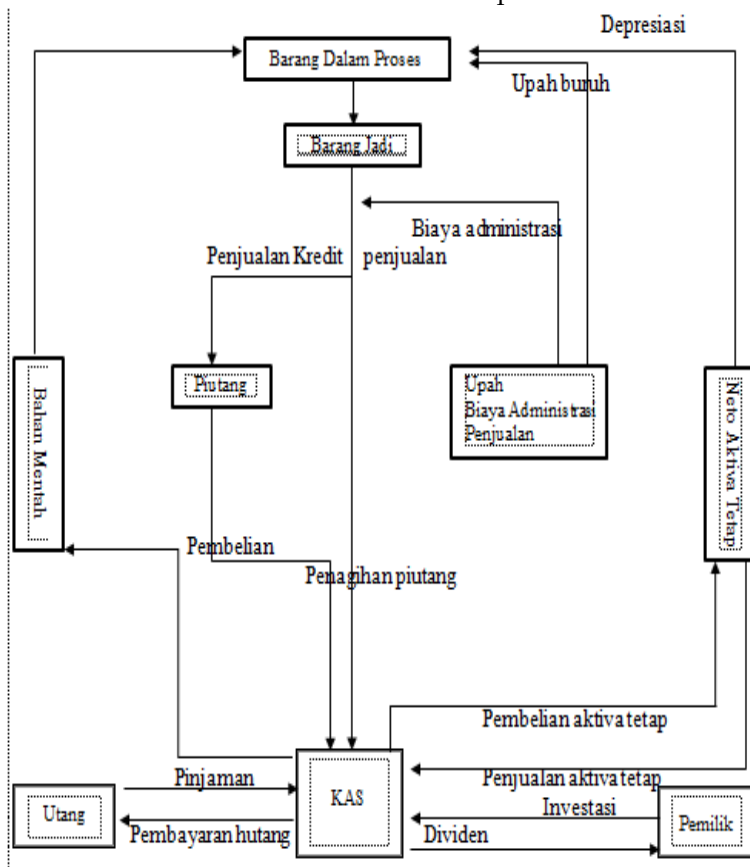 Depresiasi
Barang Dalam Proses
Upah buruh
Barang Jadi
Biaya administrasi
Penjualan Kredit
penjualan
Bahan Mentah
Piutang
Upah
Biaya Administrasi
Penjualan
Neto Aktiva Tetap
Pembelian
Penagihan piutang
Pembelian aktiva tetap
Pinjaman
Penjualan aktiva tetap
Utang
KAS
Investasi
Pemilik
Pembayaran hutang
Dividen